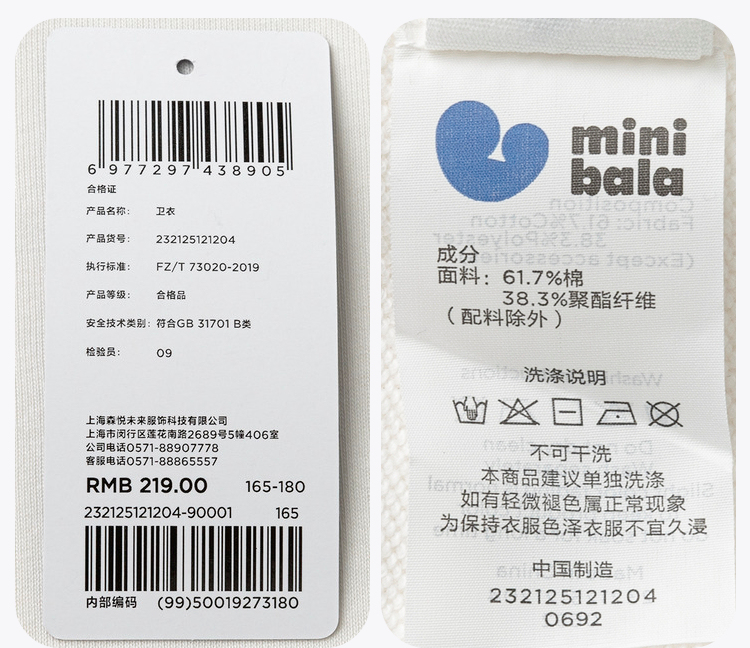 6 977297 438905
合格证
产品名称: 卫衣
产品货号: 232125121204
执行标准: FZ/T 73020-2019
产品等级: 合格品
安全技术类别: 符合GB 31701 B类
检验员: 09
上海森悦未来服饰科技有限公司
上海市闵行区莲花南路2689号5幢406室
公司电话0571-88907778
客服电话0571-88865557
RMB 219.00 165-180
232125121204-90001 165
内部编码 (99)50019273180
mini
bala
Composition
Fabric: 61.7%Cotton
38.3%Polyester
(Except accessories)
成分
面料: 61.7%棉
38.3%聚酯纤维
(配料除外)
洗涤说明
不可干洗
本商品建议单独洗涤
如有轻微褪色属正常现象
为保持衣服色泽衣服不宜久浸
中国制造
232125121204
0692